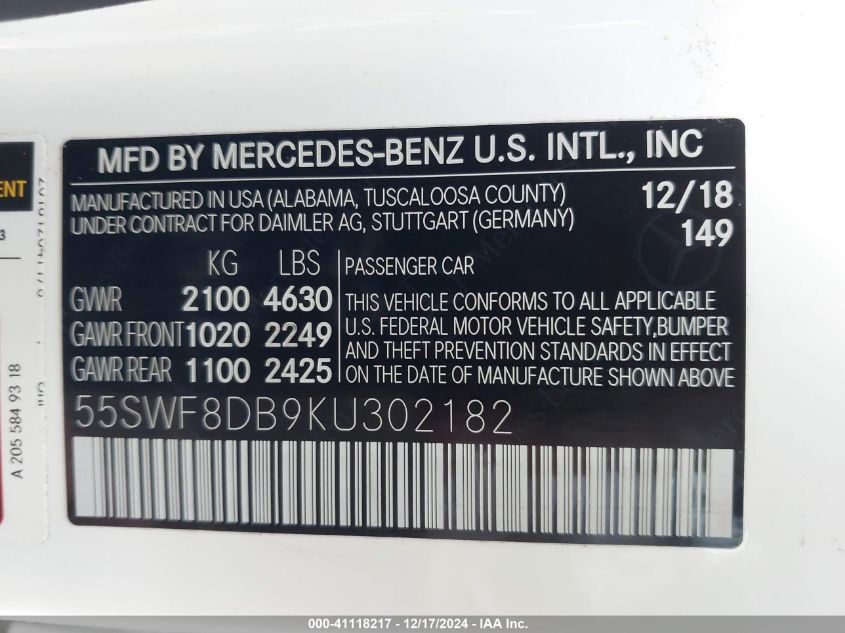 MFD BY MERCEDES-BENZ U.S. INTL., INC
MANUFACTURED IN USA (ALABAMA, TUSCALOOSA COUNTY) 12/18
UNDER CONTRACT FOR DAIMLER AG, STUTTGART (GERMANY) 149
KG LBS PASSENGER CAR
GVWR 2100 4630 THIS VEHICLE CONFORMS TO ALL APPLICABLE
GAWR FRONT 1020 2249 U.S. FEDERAL MOTOR VEHICLE SAFETY,BUMPER
AND THEFT PREVENTION STANDARDS IN EFFECT
GAWR REAR 1100 2425 ON THE DATE OF MANUFACTURE SHOWN ABOVE
55SWF8DB9KU302182
A 205 584 93 18
000-41118217 - 12/17/2024 - IAA Inc.